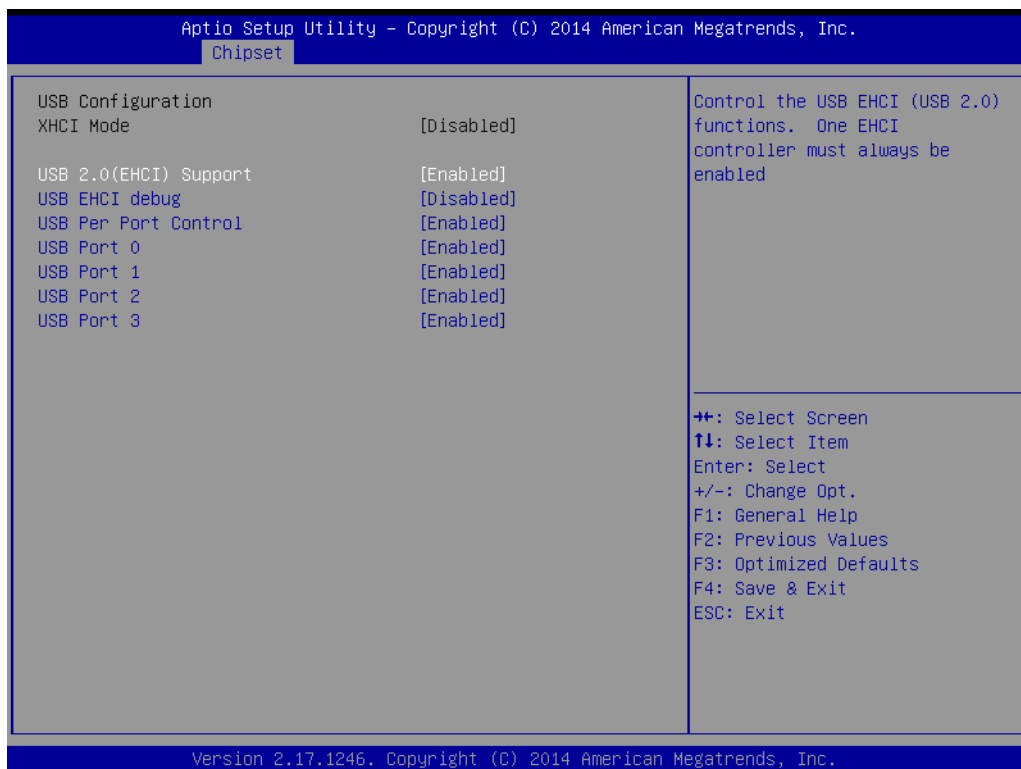 Aptio Setup Utility – Copyright (C) 2014 American Megatrends, Inc.
Chipset
USB Configuration
XHCI Mode [Disabled]
USB 2.0(EHCI) Support [Enabled]
USB EHCI debug [Disabled]
USB Per Port Control [Enabled]
USB Port 0 [Enabled]
USB Port 1 [Enabled]
USB Port 2 [Enabled]
USB Port 3 [Enabled]
Control the USB EHCI (USB 2.0)
functions. One EHCI
controller must always be
enabled
→←: Select Screen
↑↓: Select Item
Enter: Select
+/-: Change Opt.
F1: General Help
F2: Previous Values
F3: Optimized Defaults
F4: Save & Exit
ESC: Exit
Version 2.17.1246. Copyright (C) 2014 American Megatrends, Inc.